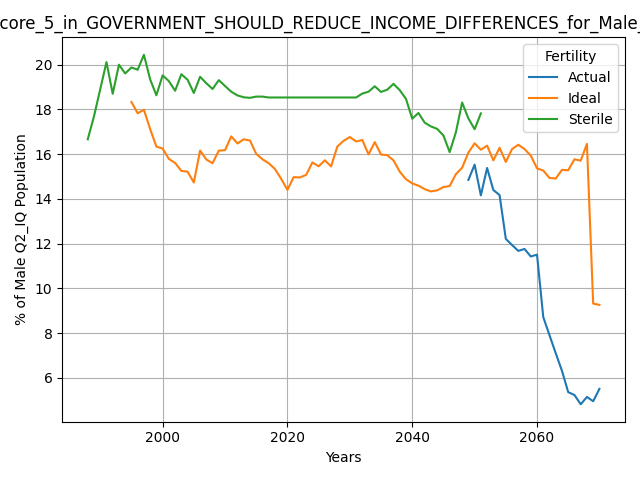 core_5_in_GOVERNMENT_SHOULD_REDUCE_INCOME_DIFFERENCES_for_Male_
Fertility
Actual
Ideal
Sterile
% of Male Q2_IQ Population
20
18
16
14
12
10
8
6
2000 2020 2040 2060
Years